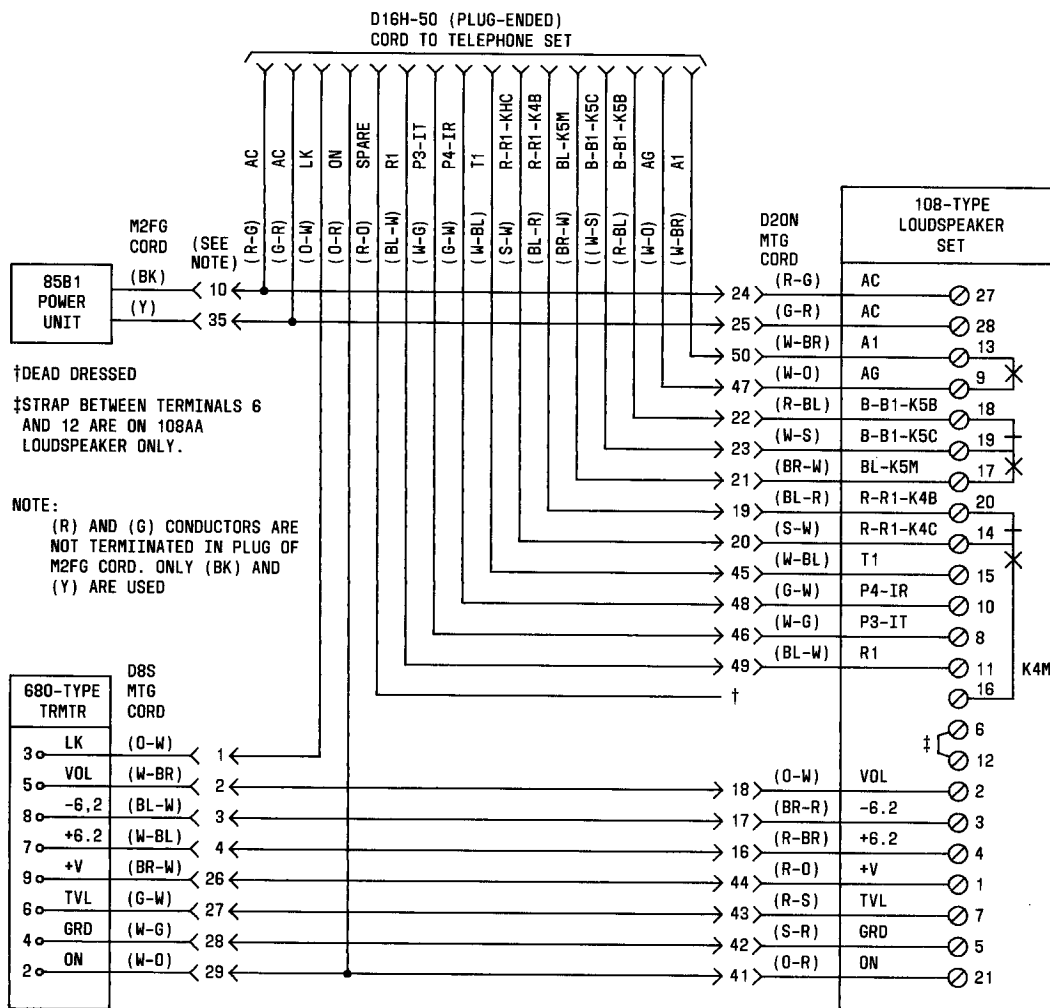 D16H-50 (PLUG-ENDED)
CORD TO TELEPHONE SET
AC
AC
LK
ON
SPARE
R1
P3-IT
P4-IR
T1
R-R1-KHC
R-R1-K4B
BL-K5M
B-B1-K5C
B-B1-K5B
AG
A1
(R-G)
(G-R)
(O-W)
(O-R)
(R-O)
(BL-W)
(W-G)
(G-W)
(W-BL)
(S-W)
(BL-R)
(BR-W)
((W-S)
(R-BL)
(W-O)
(W-BR)
M2FG
CORD
(SEE
NOTE)
85B1
POWER
UNIT
(BK) 10
(Y) 35
†DEAD DRESSED
‡STRAP BETWEEN TERMINALS 6
AND 12 ARE ON 108AA
LOUDSPEAKER ONLY.
NOTE:
(R) AND (G) CONDUCTORS ARE
NOT TERMIINATED IN PLUG OF
M2FG CORD. ONLY (BK) AND
(Y) ARE USED
D20N
MTG
CORD
108-TYPE
LOUDSPEAKER
SET
24 (R-G) AC 27
25 (G-R) AC 28
50 (W-BR) A1 13
47 (W-O) AG 9
22 (R-BL) B-B1-K5B 18
23 (W-S) B-B1-K5C 19
21 (BR-W) BL-K5M 17
19 (BL-R) R-R1-K4B 20
20 (S-W) R-R1-K4C 14
45 (W-BL) T1 15
48 (G-W) P4-IR 10
46 (W-G) P3-IT 8
49 (BL-W) R1 11
K4M
† 16
6
‡
12
680-TYPE
TRMTR
D8S
MTG
CORD
3 LK (O-W) 1
5 VOL (W-BR) 2 18 (O-W) VOL 2
8 -6,2 (BL-W) 3 17 (BR-R) -6.2 3
7 +6.2 (W-BL) 4 16 (R-BR) +6.2 4
9 +V (BR-W) 26 44 (R-O) +V 1
6 TVL (G-W) 27 43 (R-S) TVL 7
4 GRD (W-G) 28 42 (S-R) GRD 5
2 ON (W-O) 29 41 (O-R) ON 21